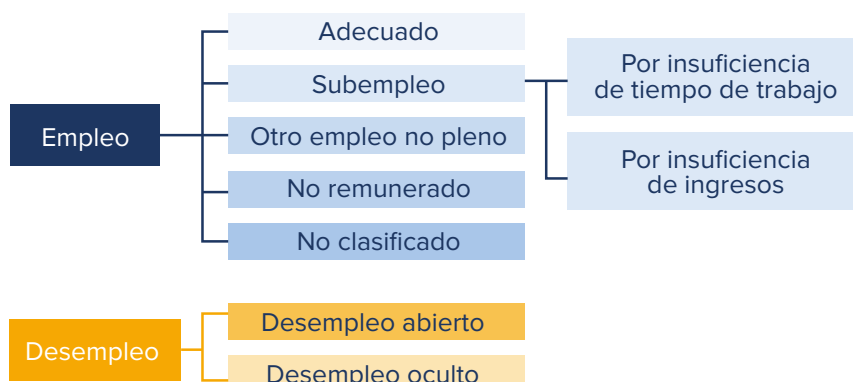 Empleo
Adecuado
Subempleo
Otro empleo no pleno
No remunerado
No clasificado
Por insuficiencia
de tiempo de trabajo
Por insuficiencia
de ingresos
Desempleo
Desempleo abierto
Desempleo oculto